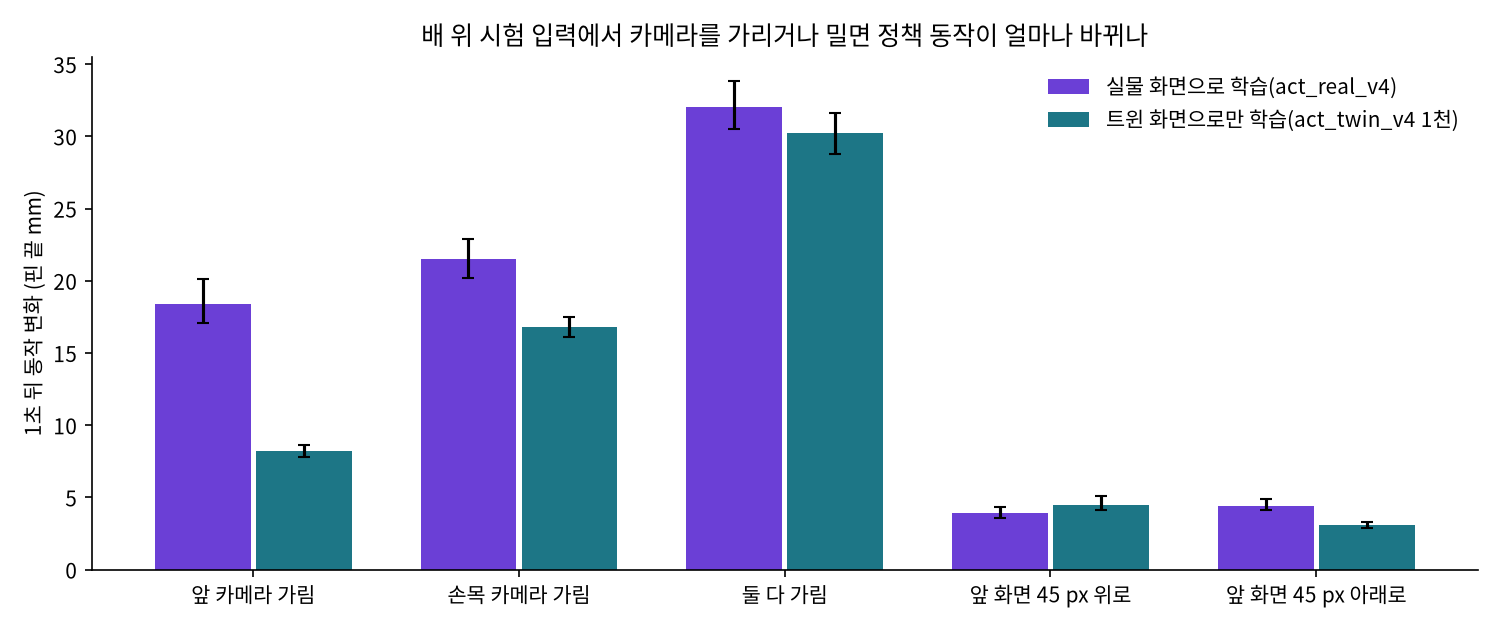 배 위 시험 입력에서 카메라를 가리거나 밀면 정책 동작이 얼마나 바뀌나
실물 화면으로 학습(act_real_v4)
트윈 화면으로만 학습(act_twin_v4 1천)
1초 뒤 동작 변화 (핀 끝 mm)
35
30
25
20
15
10
5
0
앞 카메라 가림
손목 카메라 가림
둘 다 가림
앞 화면 45 px 위로
앞 화면 45 px 아래로